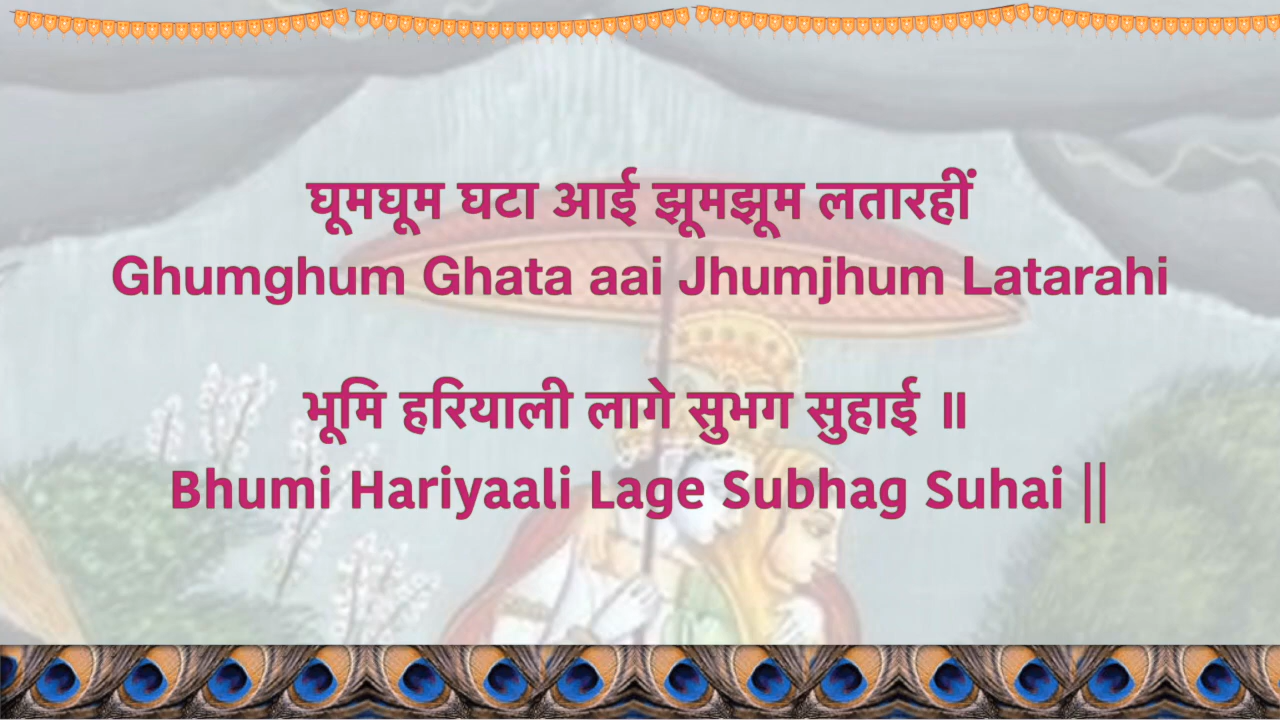 घूमघूम घटा आई झूमझूम लतारहीं
Ghumghum Ghata aai Jhumjhum Latarahi
भूमि हरियाली लागे सुभग सुहाई ॥
Bhumi Hariyaali Lage Subhag Suhai ||